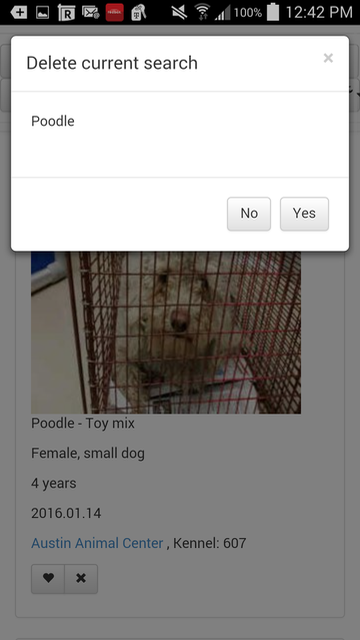 100% 12:42 PM
Delete current search ×
Poodle
No Yes
Poodle - Toy mix
Female, small dog
4 years
2016.01.14
Austin Animal Center , Kennel: 607